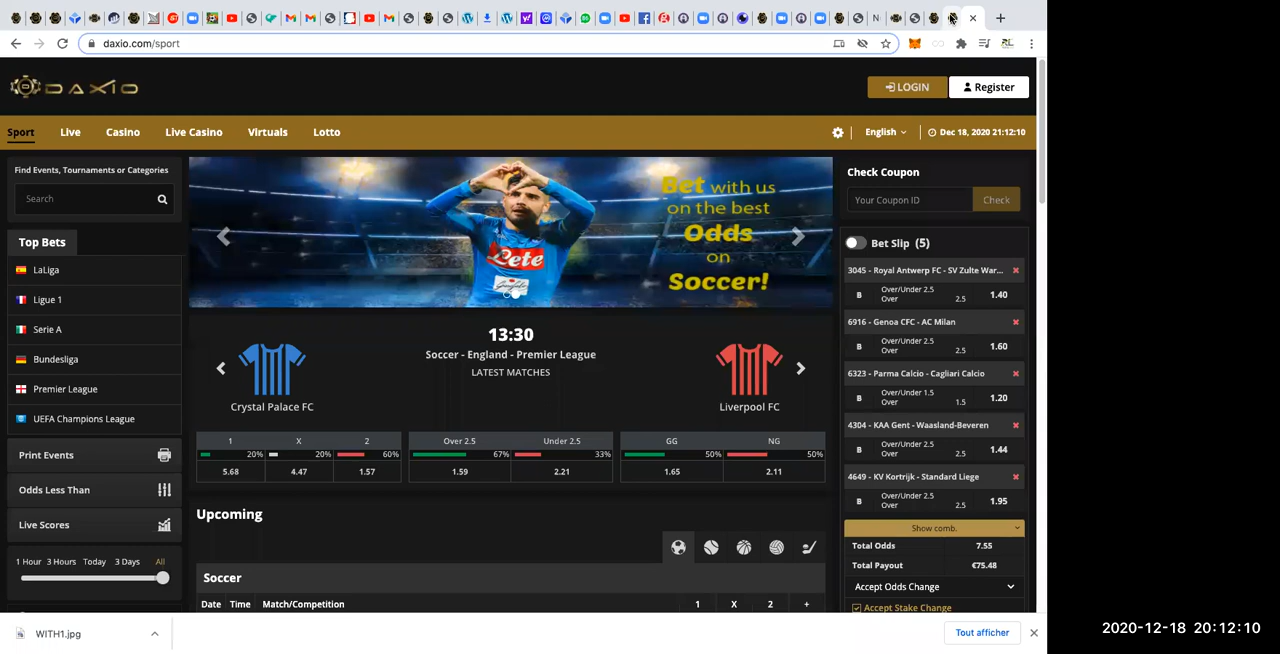 daxio.com/sport
DAXIO
LOGIN
Register
Sport
Live
Casino
Live Casino
Virtuals
Lotto
English
Dec 18, 2020 21:12:10
Find Events, Tournaments or Categories
Search
Top Bets
LaLiga
Ligue 1
Serie A
Bundesliga
Premier League
UEFA Champions League
Print Events
Odds Less Than
Live Scores
1 Hour 3 Hours Today 3 Days All
Bet with us
on the best
Odds
on
Soccer!
Lete
13:30
Soccer - England - Premier League
LATEST MATCHES
Crystal Palace FC
Liverpool FC
1 X 2
20% 20% 60%
5.68 4.47 1.57
Over 2.5 Under 2.5
67% 33%
1.59 2.21
GG NG
50% 50%
1.65 2.11
Upcoming
Soccer
Date Time Match/Competition 1 X 2 +
Check Coupon
Your Coupon ID Check
Bet Slip (5)
3045 - Royal Antwerp FC - SV Zulte War...
B Over/Under 2.5
Over 2.5 1.40
6916 - Genoa CFC - AC Milan
B Over/Under 2.5
Over 2.5 1.60
6323 - Parma Calcio - Cagliari Calcio
B Over/Under 1.5
Over 1.5 1.20
4304 - KAA Gent - Waasland-Beveren
B Over/Under 2.5
Over 2.5 1.44
4649 - KV Kortrijk - Standard Liege
B Over/Under 2.5
Over 2.5 1.95
Show comb.
Total Odds 7.55
Total Payout €75.48
Accept Odds Change
Accept Stake Change
WITH1.jpg
Tout afficher
2020-12-18 20:12:10